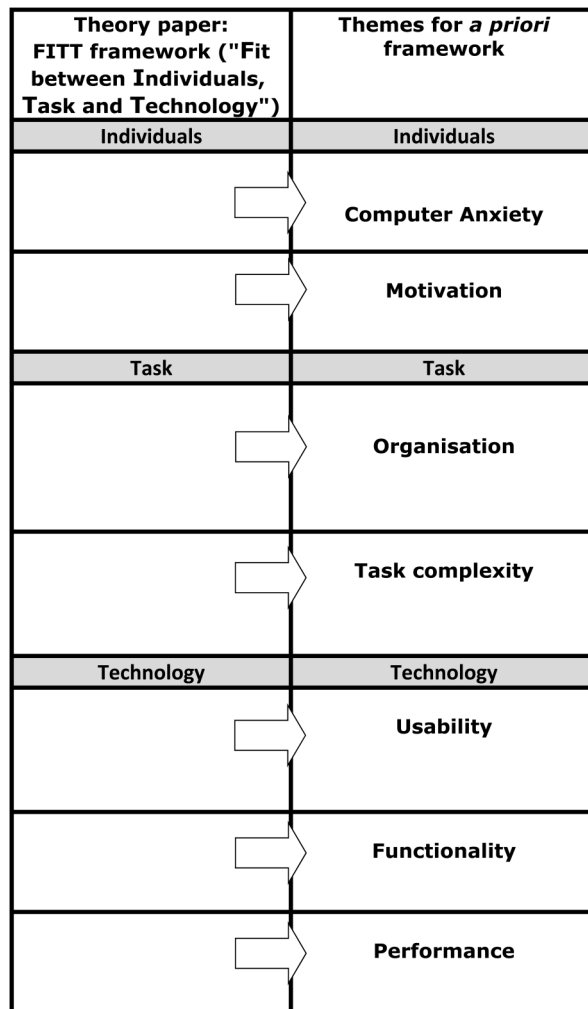 Theory paper:
FITT framework ("Fit
between Individuals,
Task and Technology")
Themes for a priori
framework
Individuals
Individuals
Computer Anxiety
Motivation
Task
Task
Organisation
Task complexity
Technology
Technology
Usability
Functionality
Performance